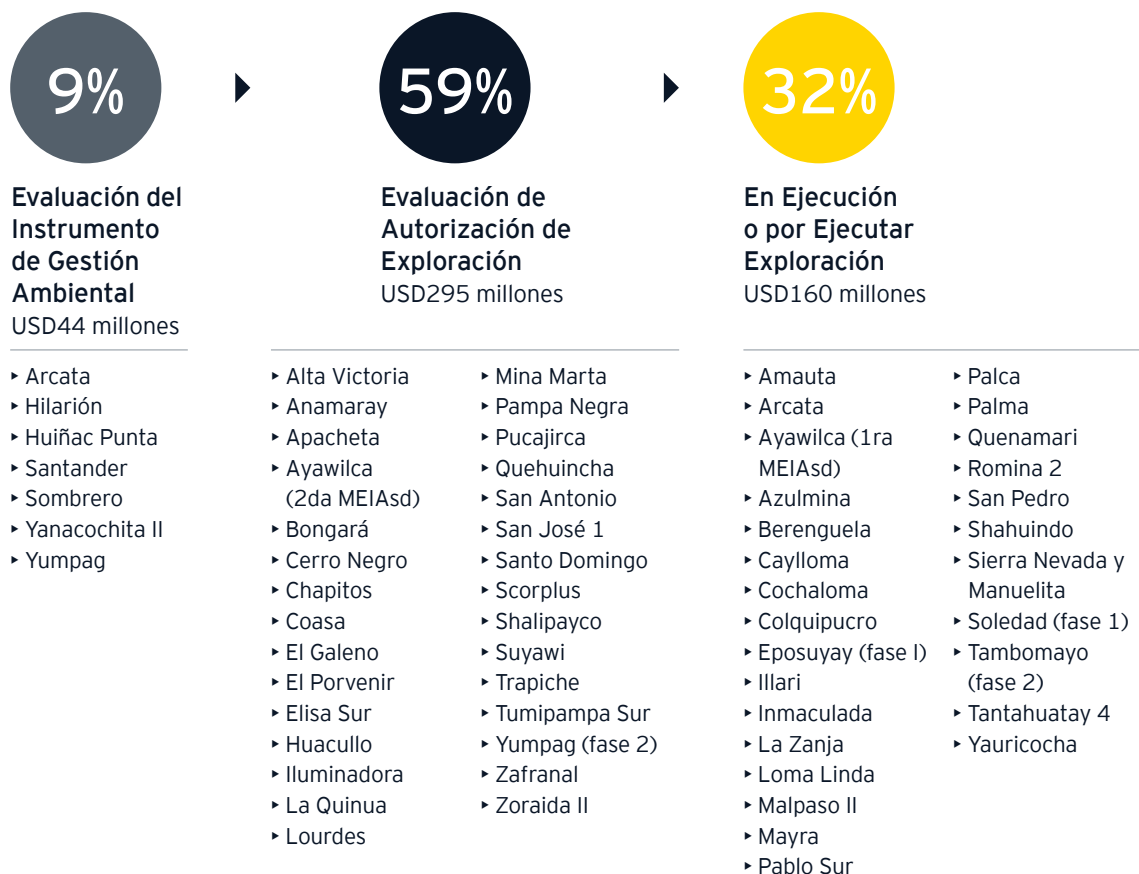 9%
Evaluación del
Instrumento
de Gestión
Ambiental
USD44 millones
‣ Arcata
‣ Hilarión
‣ Huiñac Punta
‣ Santander
‣ Sombrero
‣ Yanacochita II
‣ Yumpag
59%
Evaluación de
Autorización de
Exploración
USD295 millones
‣ Alta Victoria
‣ Anamaray
‣ Apacheta
‣ Ayawilca
(2da MEIAsd)
‣ Bongará
‣ Cerro Negro
‣ Chapitos
‣ Coasa
‣ El Galeno
‣ El Porvenir
‣ Elisa Sur
‣ Huacullo
‣ Iluminadora
‣ La Quinua
‣ Lourdes
‣ Mina Marta
‣ Pampa Negra
‣ Pucajirca
‣ Quehuincha
‣ San Antonio
‣ San José 1
‣ Santo Domingo
‣ Scorplus
‣ Shalipayco
‣ Suyawi
‣ Trapiche
‣ Tumipampa Sur
‣ Yumpag (fase 2)
‣ Zafranal
‣ Zoraida II
32%
En Ejecución
o por Ejecutar
Exploración
USD160 millones
‣ Amauta
‣ Arcata
‣ Ayawilca (1ra
MEIAsd)
‣ Azulmina
‣ Berenguela
‣ Caylloma
‣ Cochaloma
‣ Colquipucro
‣ Eposuyay (fase I)
‣ Illari
‣ Inmaculada
‣ La Zanja
‣ Loma Linda
‣ Malpaso II
‣ Mayra
‣ Pablo Sur
‣ Palca
‣ Palma
‣ Quenamari
‣ Romina 2
‣ San Pedro
‣ Shahuindo
‣ Sierra Nevada y
Manuelita
‣ Soledad (fase 1)
‣ Tambomayo
(fase 2)
‣ Tantahuatay 4
‣ Yauricocha